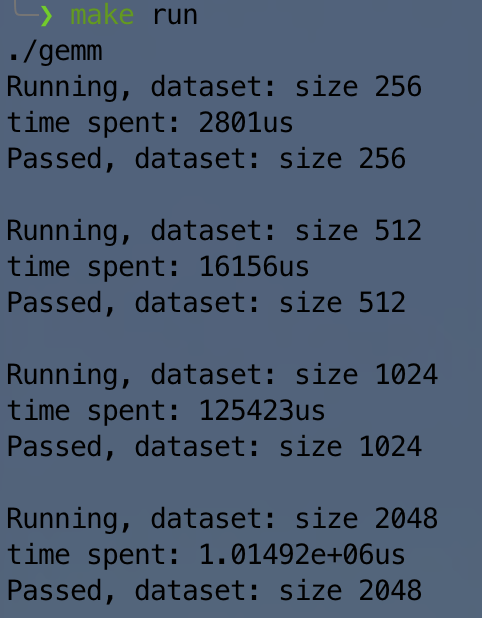 ❯ make run
./gemm
Running, dataset: size 256
time spent: 2801us
Passed, dataset: size 256

Running, dataset: size 512
time spent: 16156us
Passed, dataset: size 512

Running, dataset: size 1024
time spent: 125423us
Passed, dataset: size 1024

Running, dataset: size 2048
time spent: 1.01492e+06us
Passed, dataset: size 2048